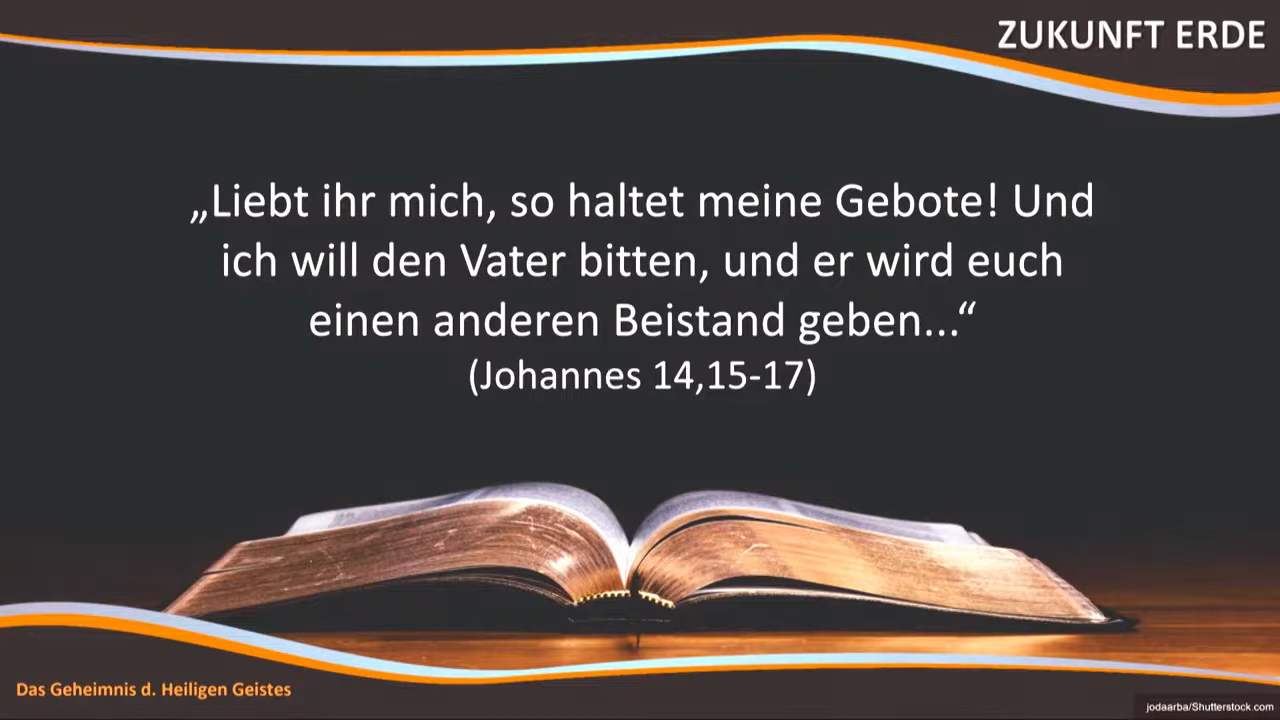 ZUKUNFT ERDE
„Liebt ihr mich, so haltet meine Gebote! Und
ich will den Vater bitten, und er wird euch
einen anderen Beistand geben...“
(Johannes 14,15-17)
Das Geheimnis d. Heiligen Geistes
jodaarba/Shutterstock.com